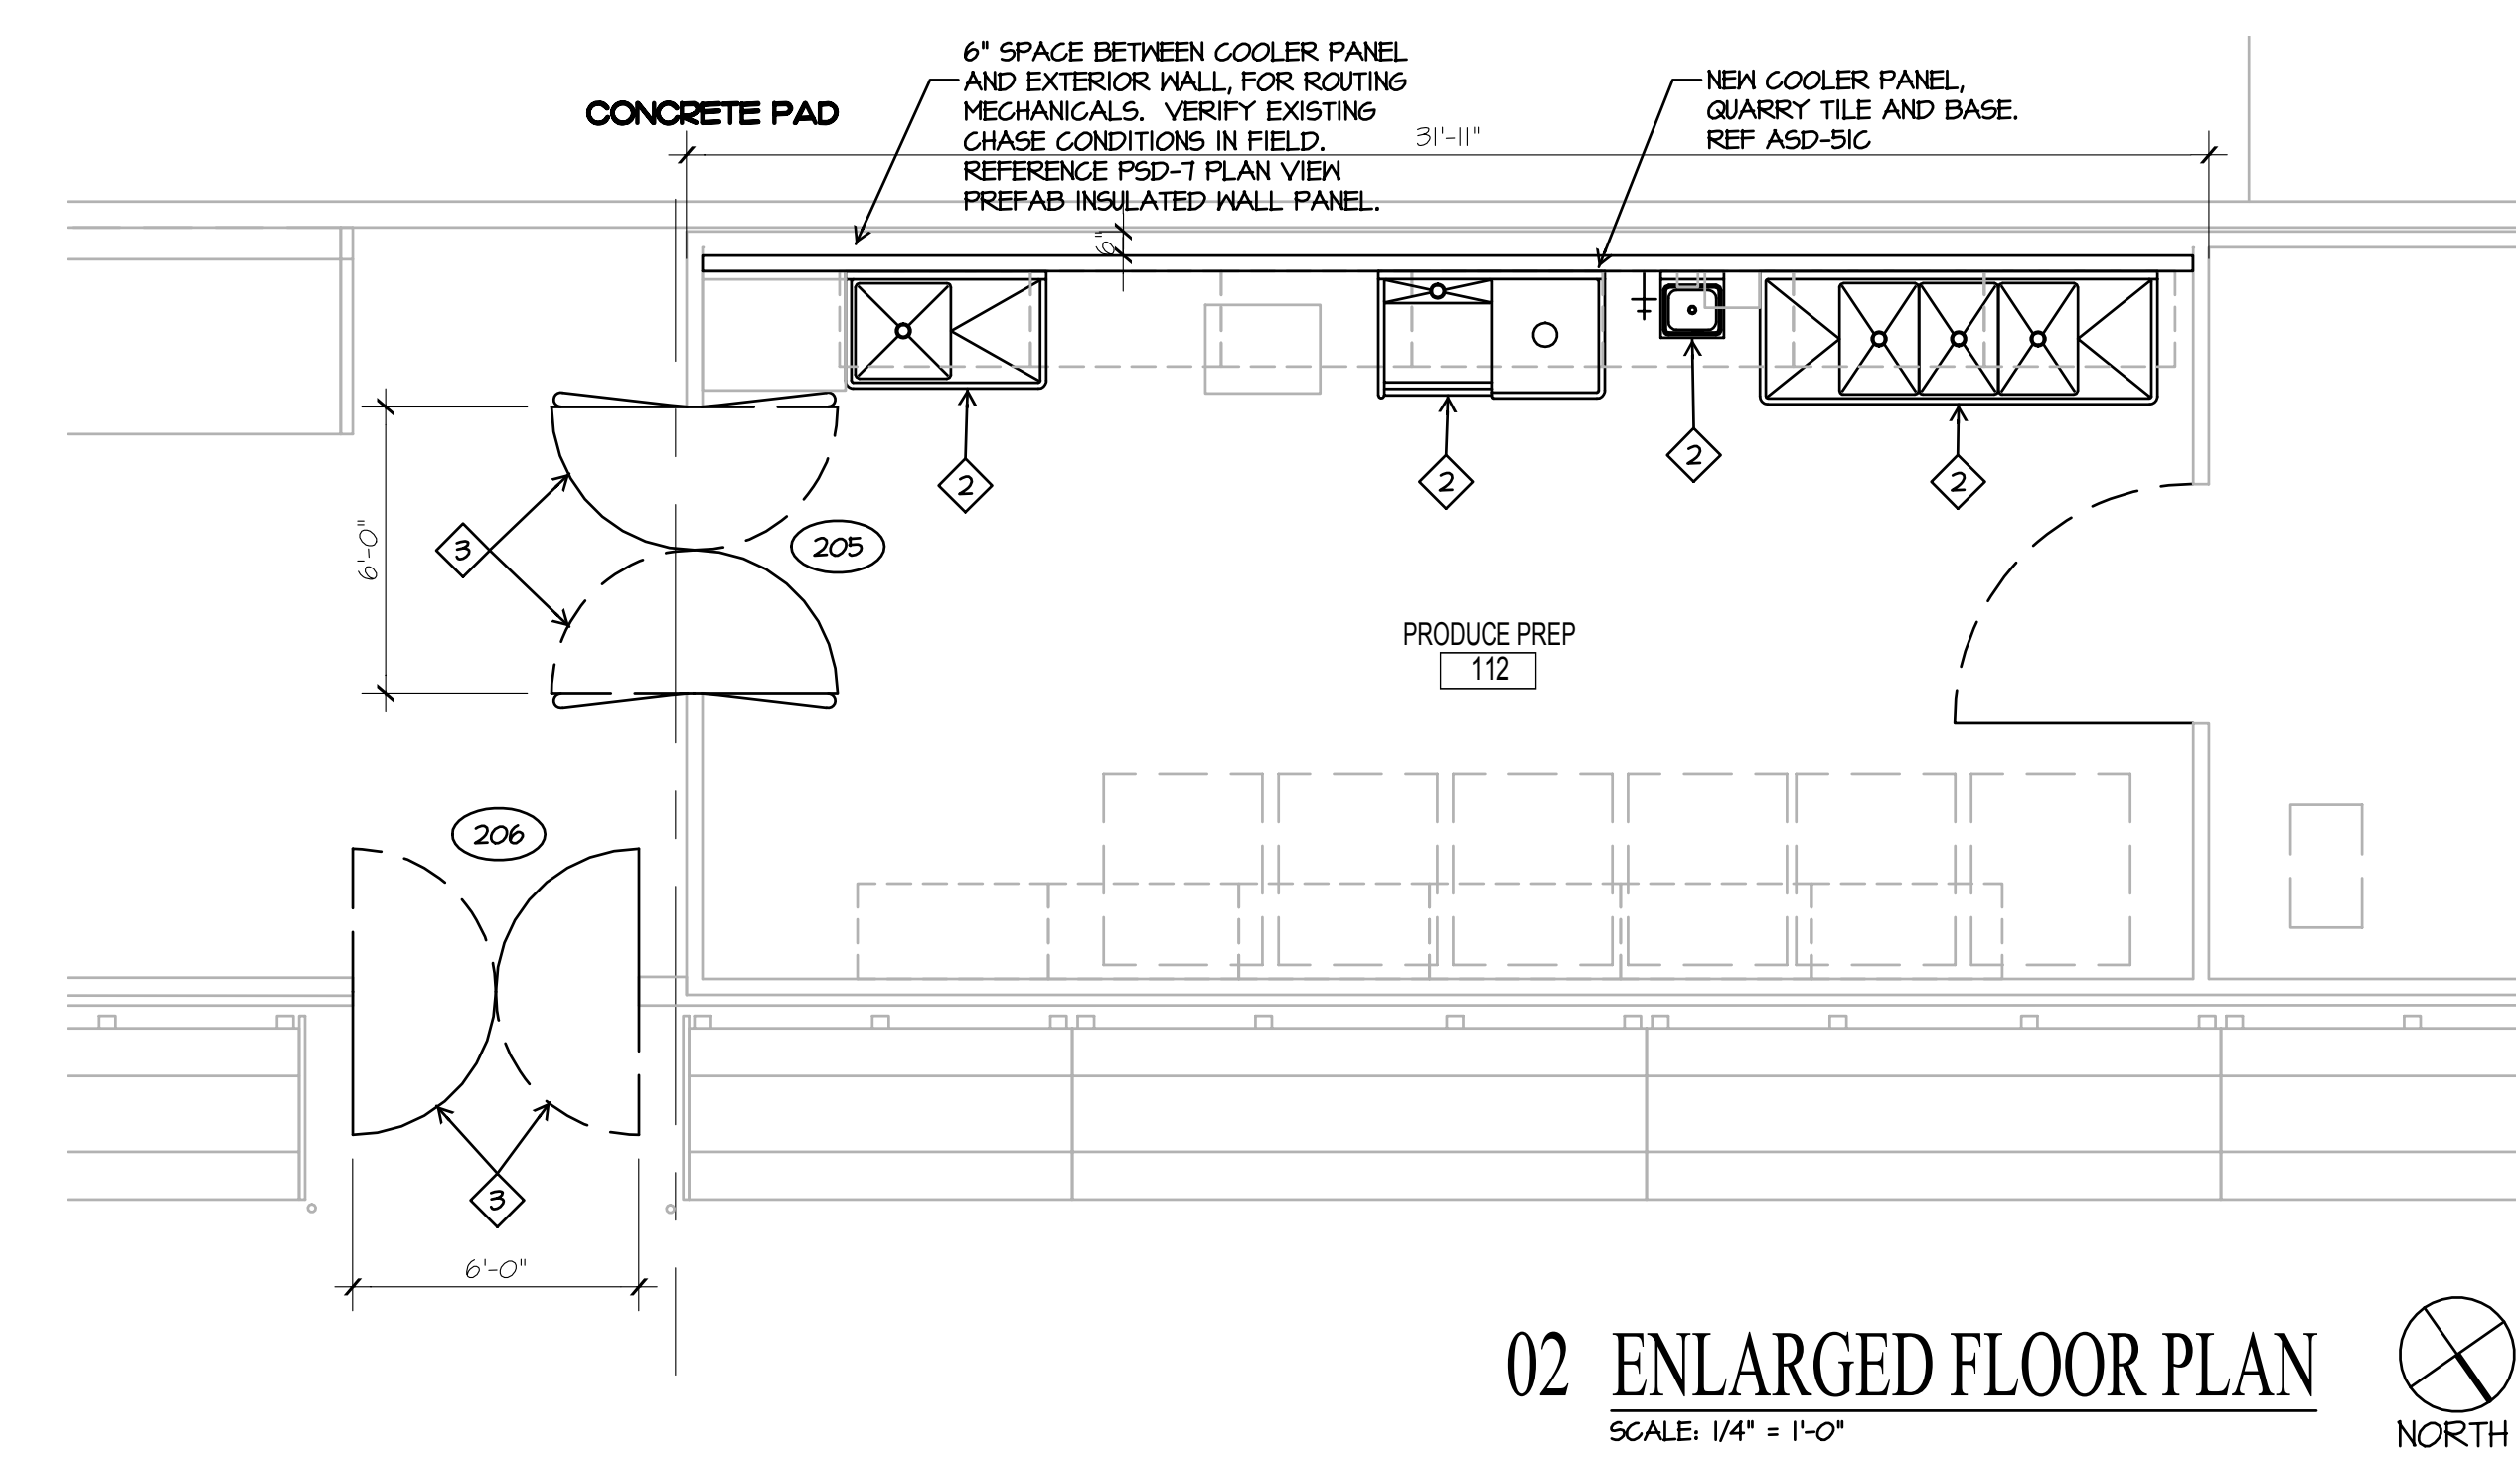 6" SPACE BETWEEN COOLER PANEL
AND EXTERIOR WALL, FOR ROUTING
MECHANICALS. VERIFY EXISTING
CHASE CONDITIONS IN FIELD.
REFERENCE PSD-7 PLAN VIEW
PREFAB INSULATED WALL PANEL.
NEW COOLER PANEL,
QUARRY TILE AND BASE.
REF ASD-51C
CONCRETE PAD
31'-11"
6"
2
2
2
2
3
205
6'-0"
PRODUCE PREP
112
206
3
6'-0"
02 ENLARGED FLOOR PLAN
SCALE: 1/4" = 1'-0"
NORTH